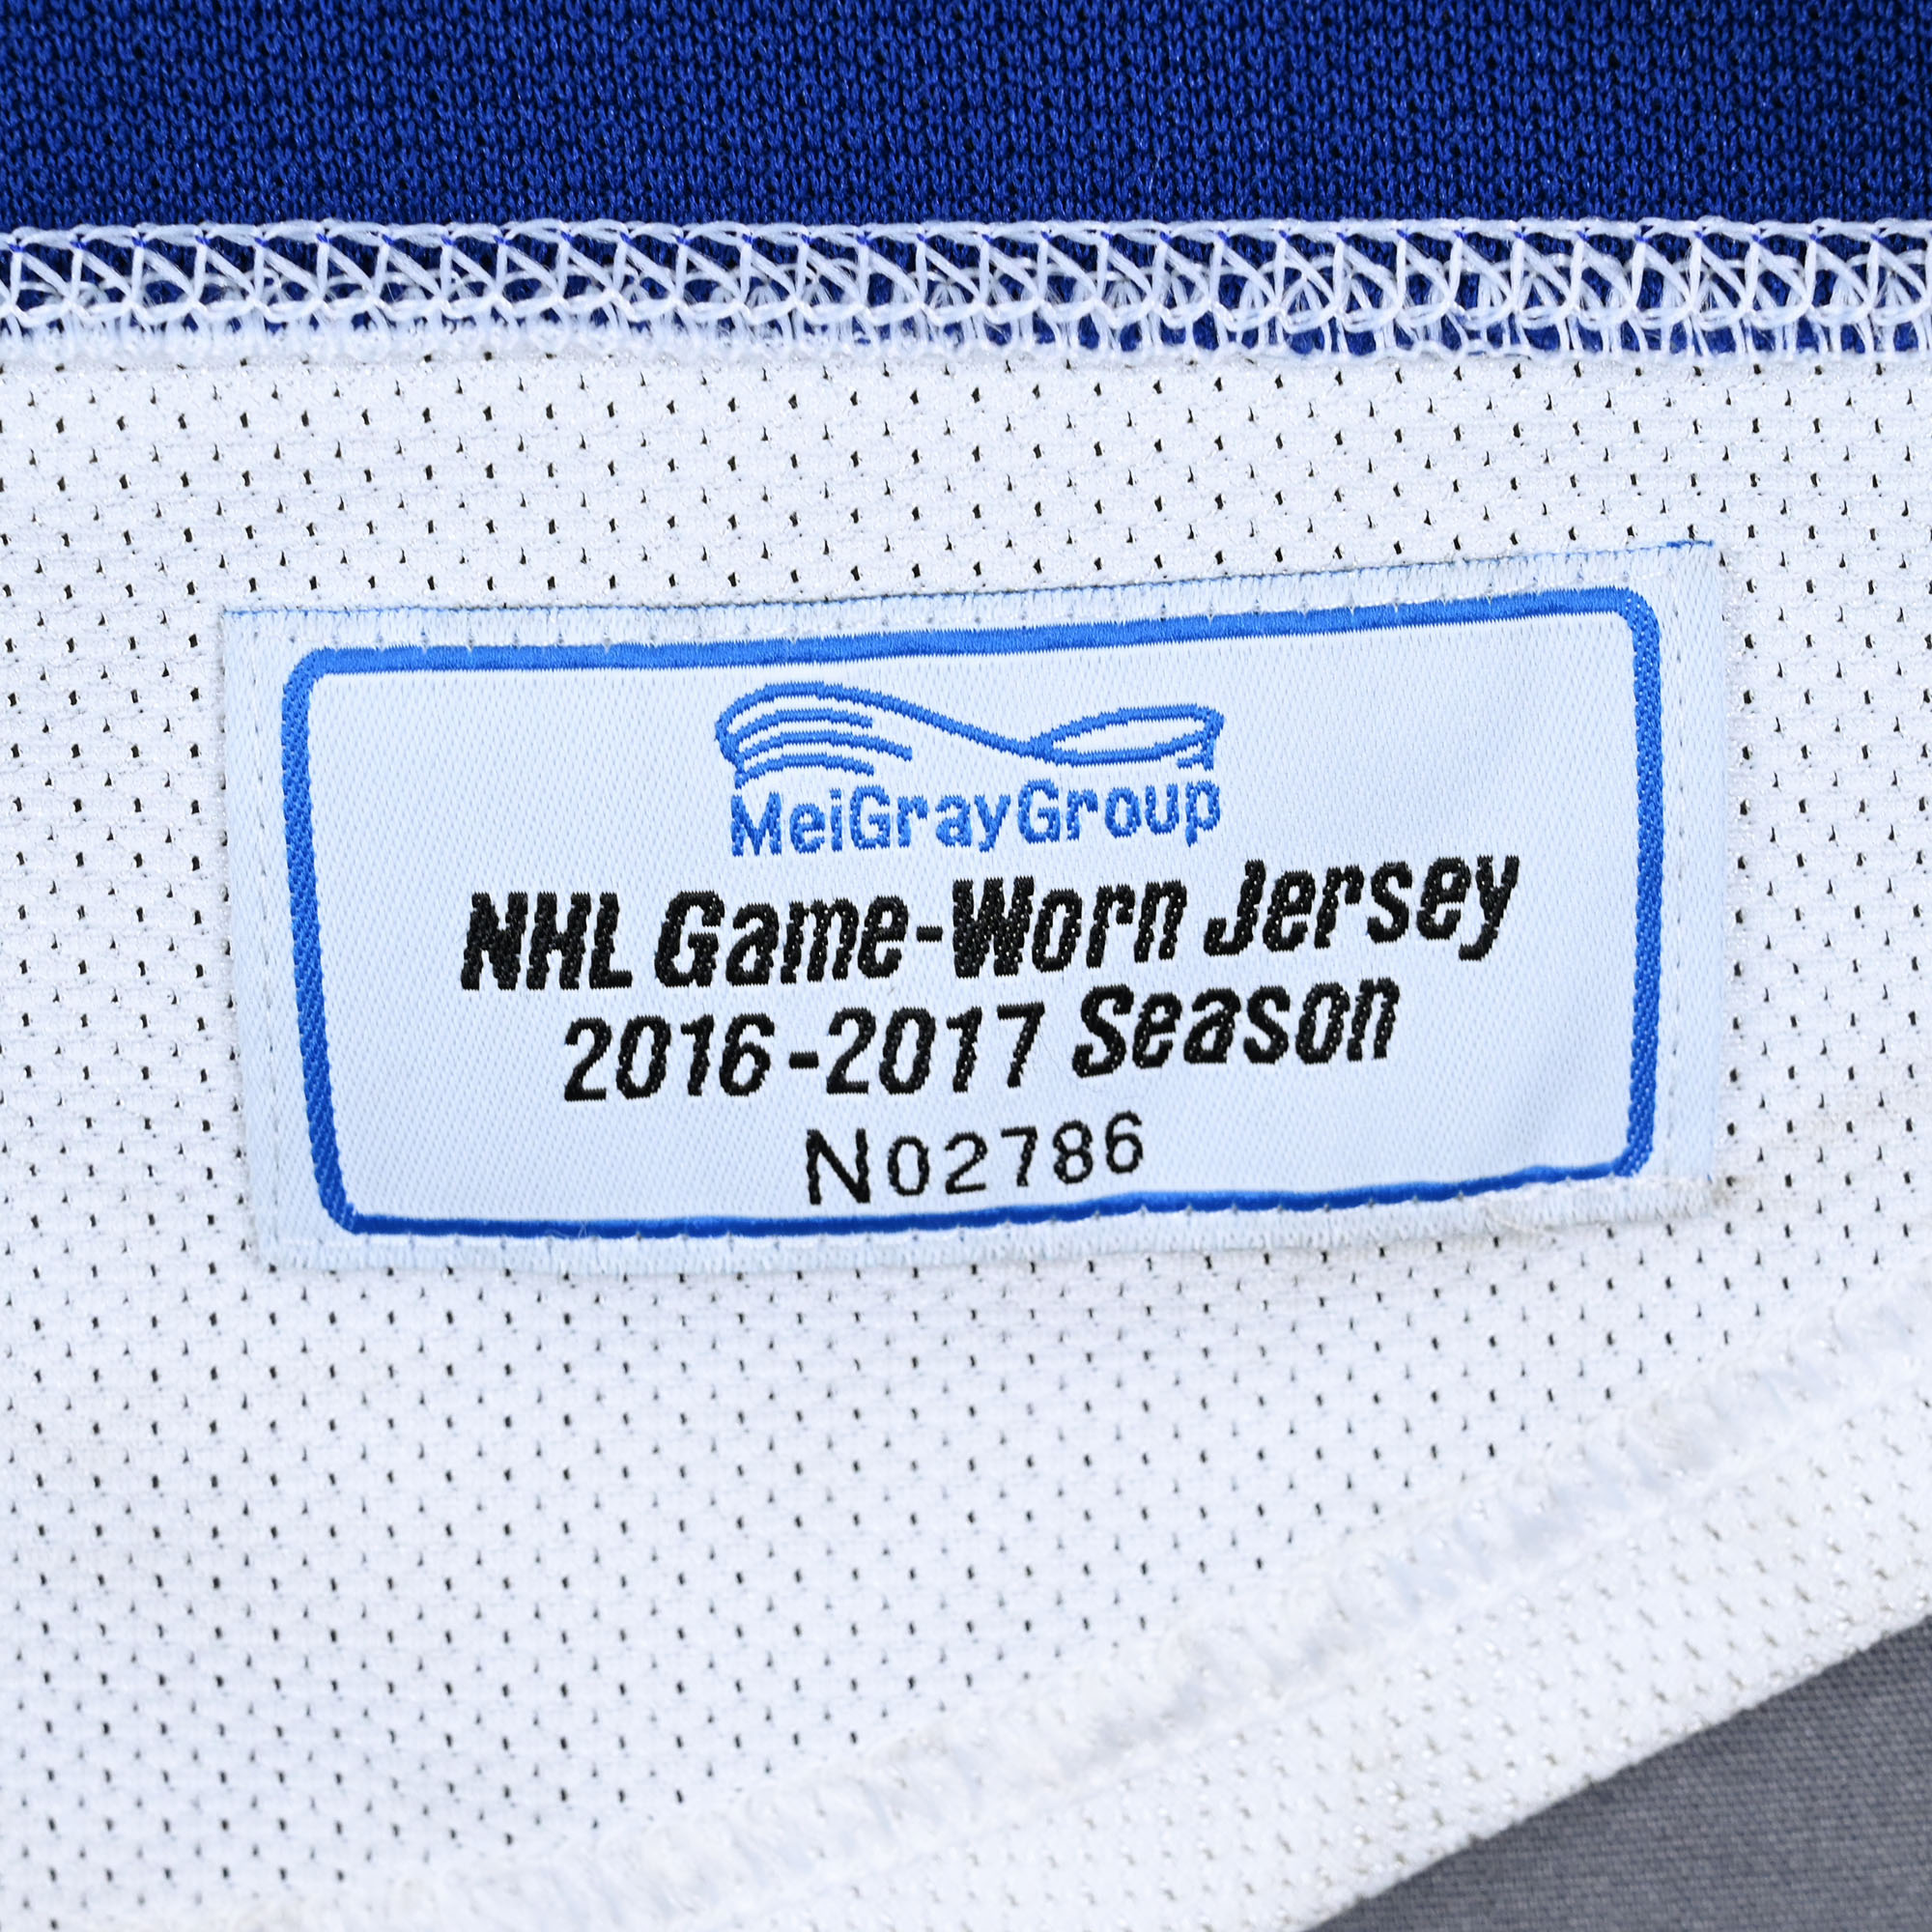 MeiGrayGroup
NHL Game-Worn Jersey
2016-2017 Season
N02786